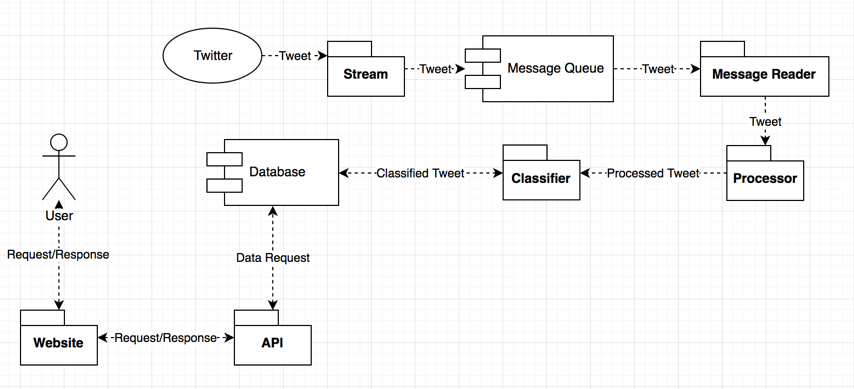 Twitter
Tweet
Stream
Tweet
Message Queue
Tweet
Message Reader
Tweet
Database
Classified Tweet
Classifier
Processed Tweet
Processor
User
Request/Response
Data Request
Website
Request/Response
API